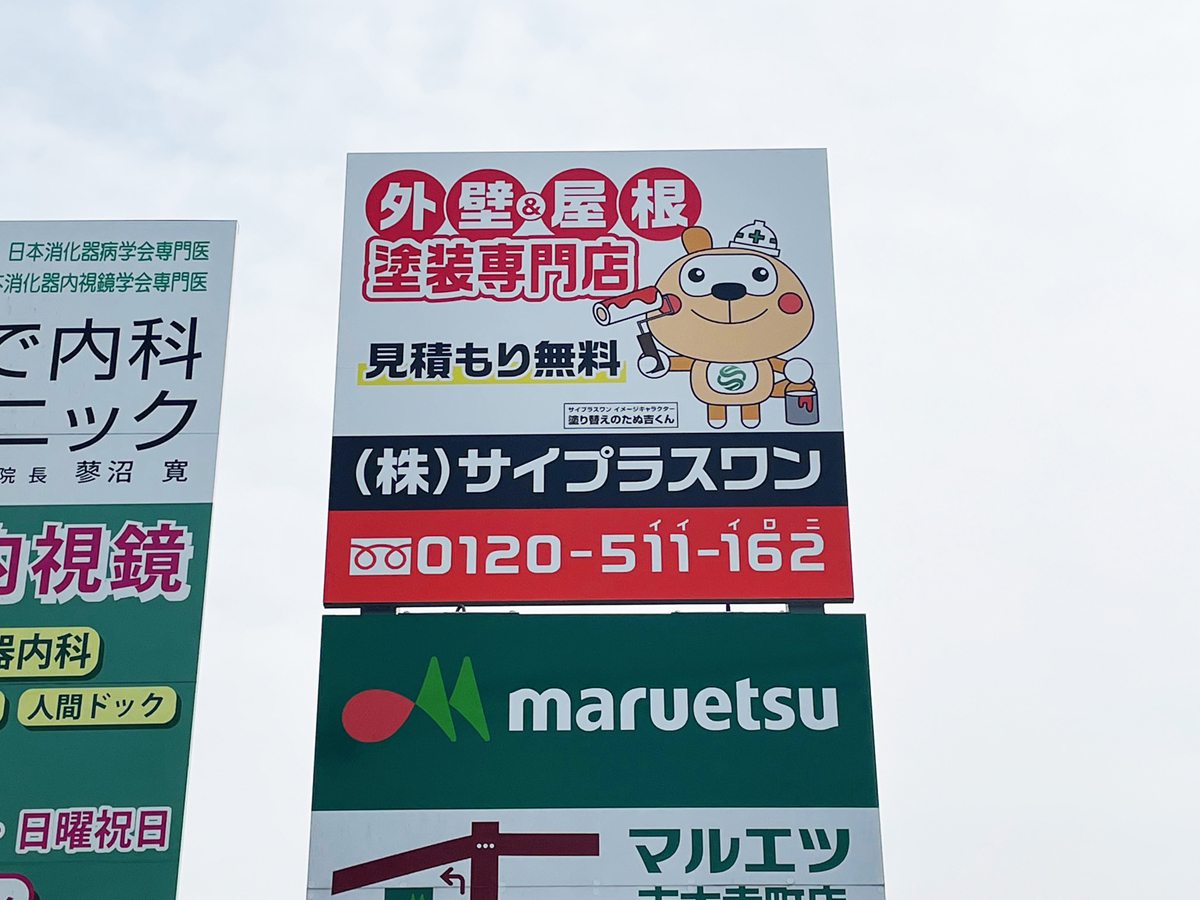 日本消化器病学会専門医
消化器内視鏡学会専門医
で内科
ニック
院長 蓼沼 寛
内視鏡
器内科
人間ドック
日曜祝日
外壁&屋根
塗装専門店
見積もり無料
サイプラスワン イメージキャラクター
塗り替えのたぬ吉くん
(株)サイプラスワン
イイ イロニ
0120-511-162
maruetsu
マルエツ